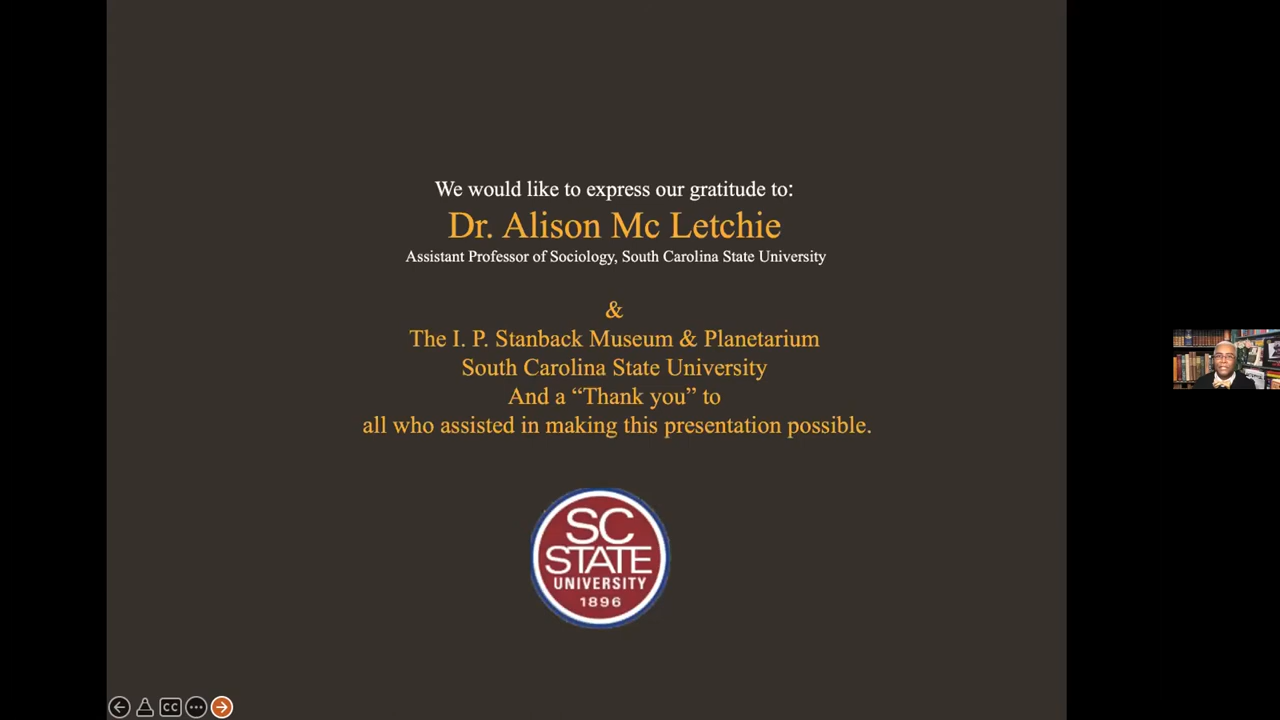 We would like to express our gratitude to:
Dr. Alison Mc Letchie
Assistant Professor of Sociology, South Carolina State University
&
The I. P. Stanback Museum & Planetarium
South Carolina State University
And a “Thank you” to
all who assisted in making this presentation possible.
SC
STATE
UNIVERSITY
1896
CC